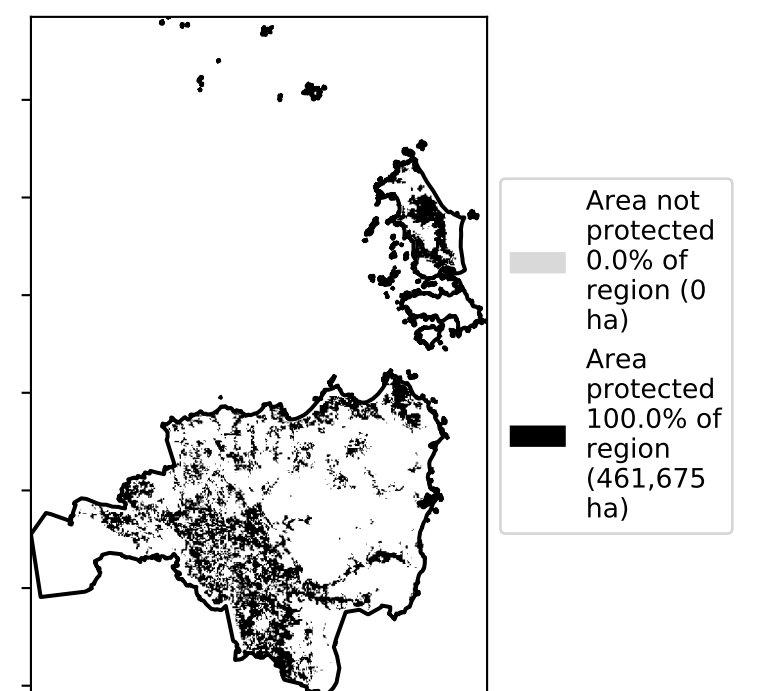 Area not
protected
0.0% of
region (0
ha)
Area
protected
100.0% of
region
(461,675
ha)